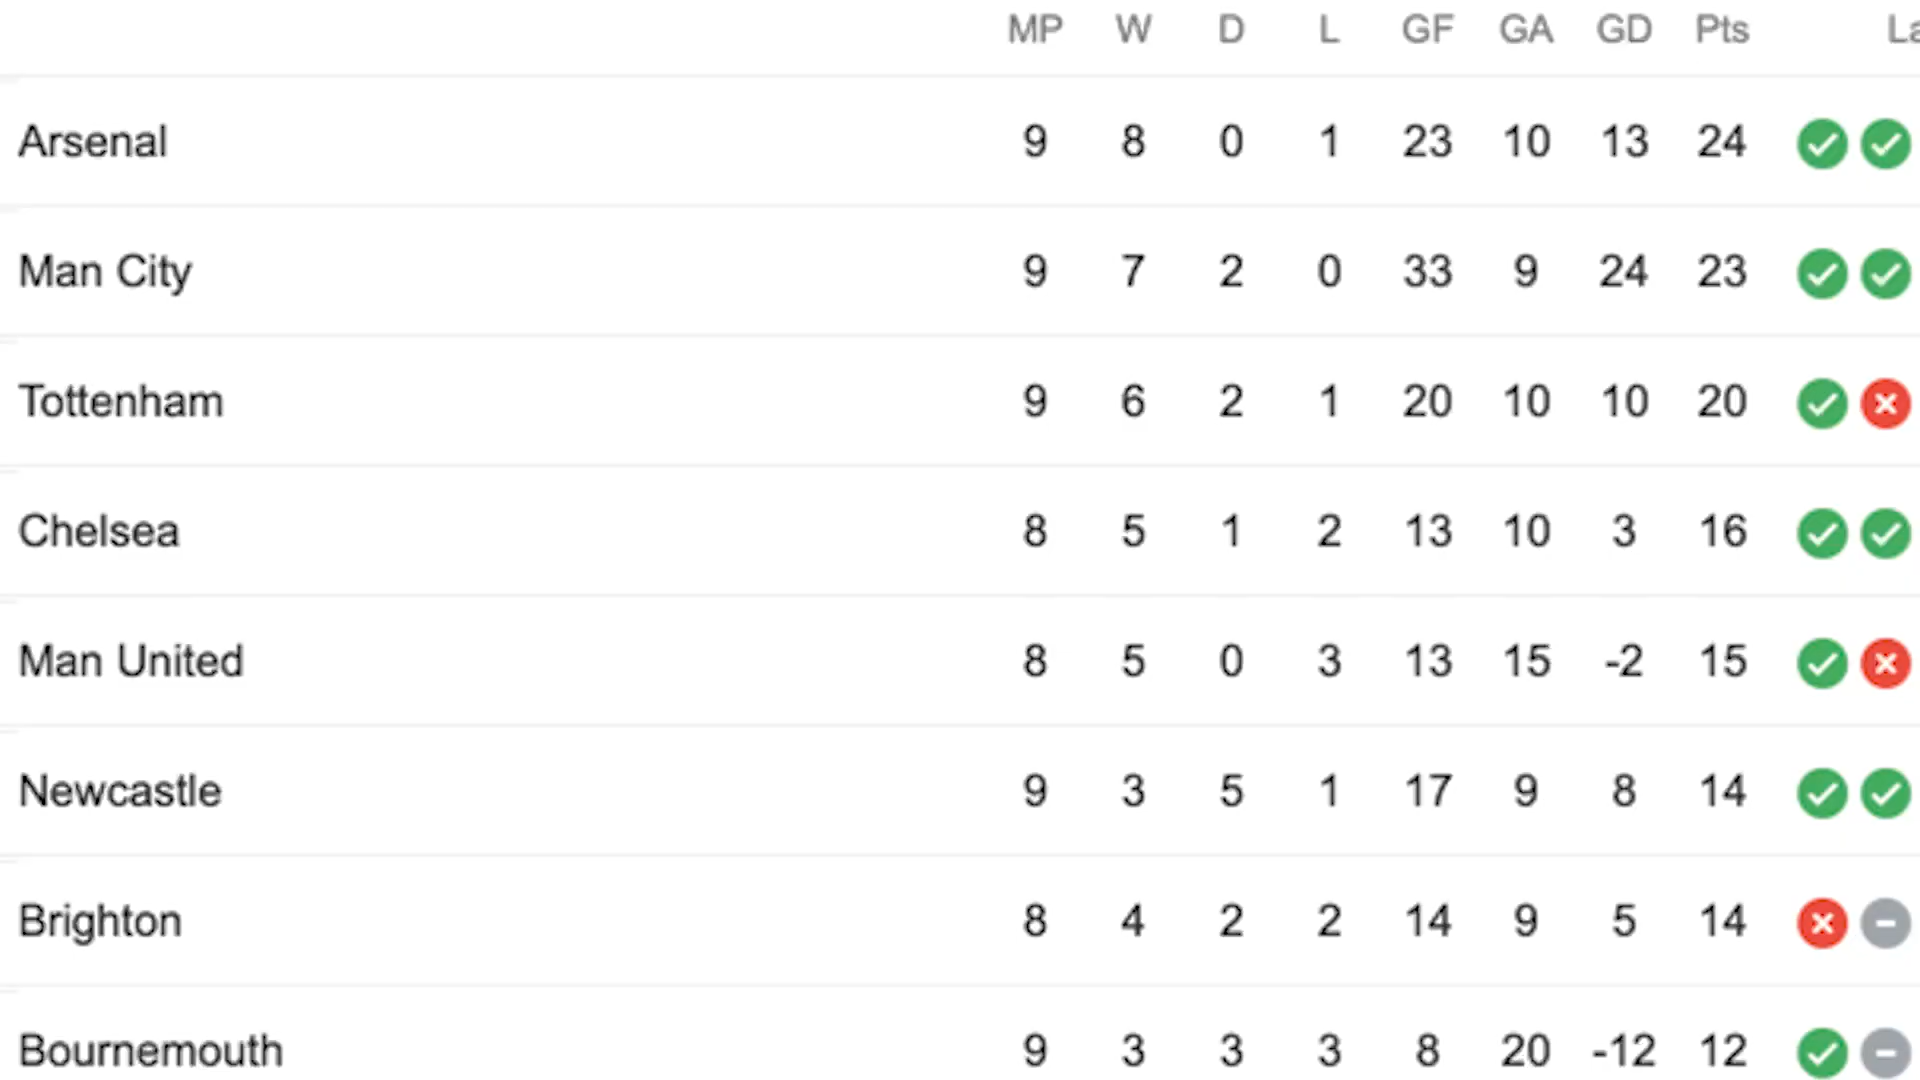 MP W D L GF GA GD Pts La
Arsenal 9 8 0 1 23 10 13 24
Man City 9 7 2 0 33 9 24 23
Tottenham 9 6 2 1 20 10 10 20
Chelsea 8 5 1 2 13 10 3 16
Man United 8 5 0 3 13 15 -2 15
Newcastle 9 3 5 1 17 9 8 14
Brighton 8 4 2 2 14 9 5 14
Bournemouth 9 3 3 3 8 20 -12 12